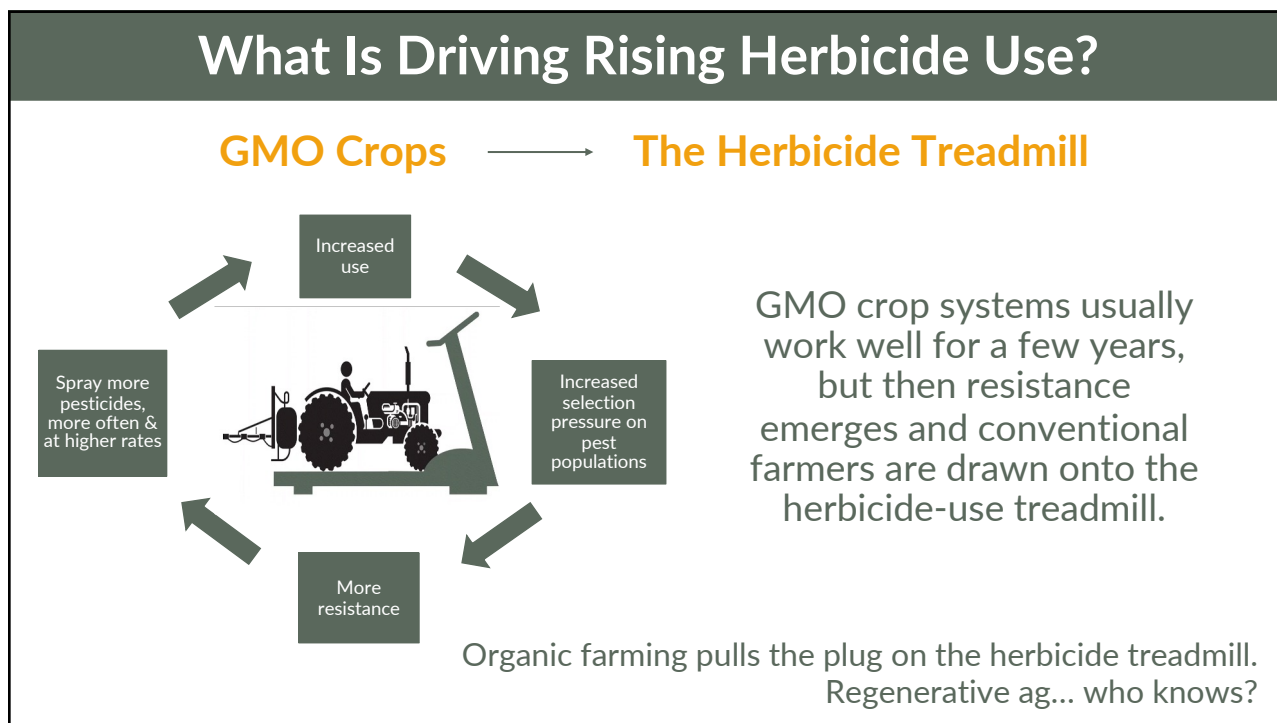 What Is Driving Rising Herbicide Use?
GMO Crops
The Herbicide Treadmill
Increased
use
Increased
selection
pressure on
pest
populations
More
resistance
Spray more
pesticides,
more often &
at higher rates
GMO crop systems usually
work well for a few years,
but then resistance
emerges and conventional
farmers are drawn onto the
herbicide-use treadmill.
Organic farming pulls the plug on the herbicide treadmill.
Regenerative ag... who knows?